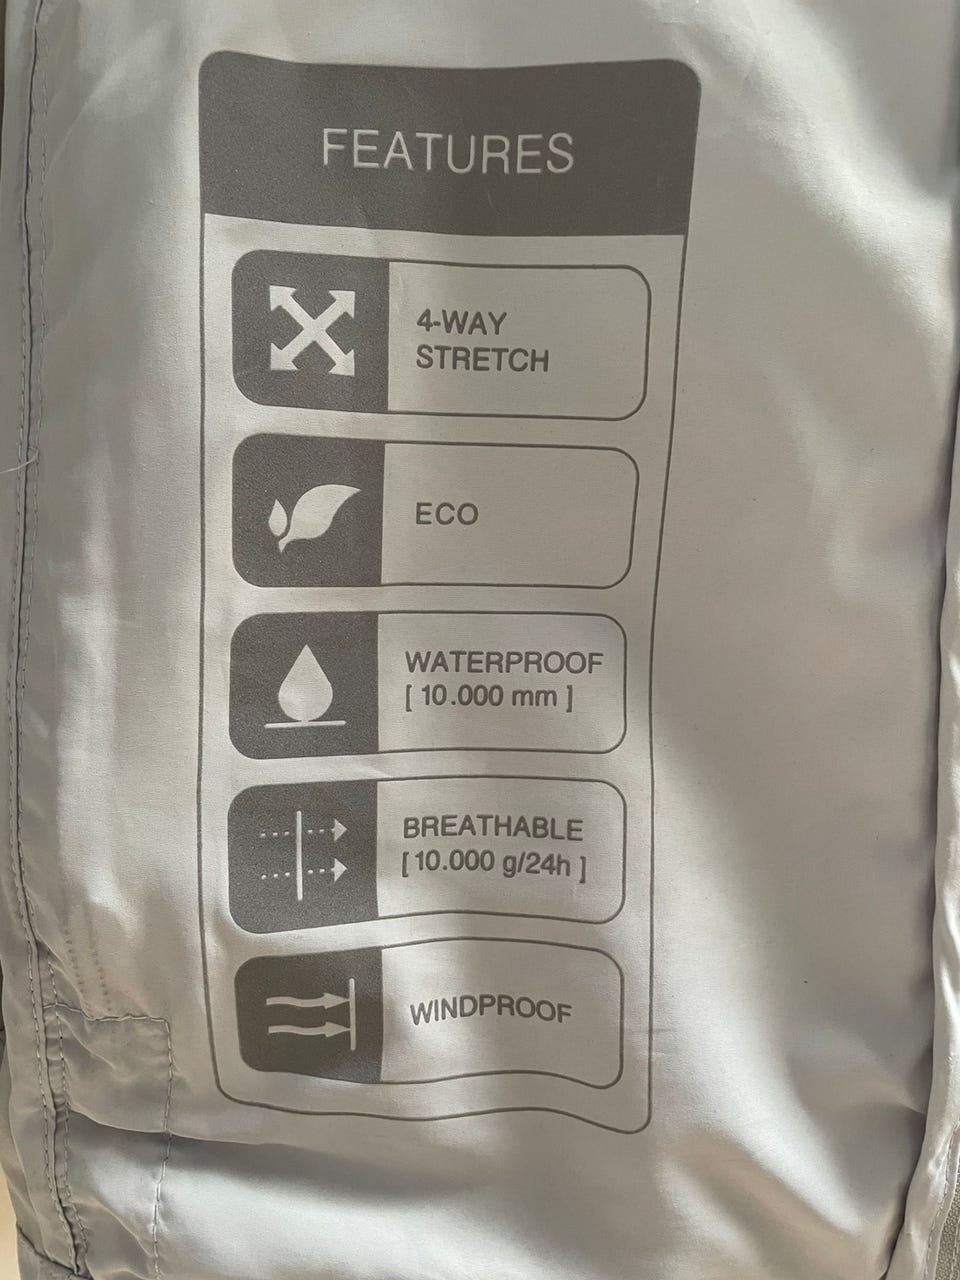 FEATURES
4-WAY
STRETCH
ECO
WATERPROOF
[ 10.000 mm ]
BREATHABLE
[ 10.000 g/24h ]
WINDPROOF